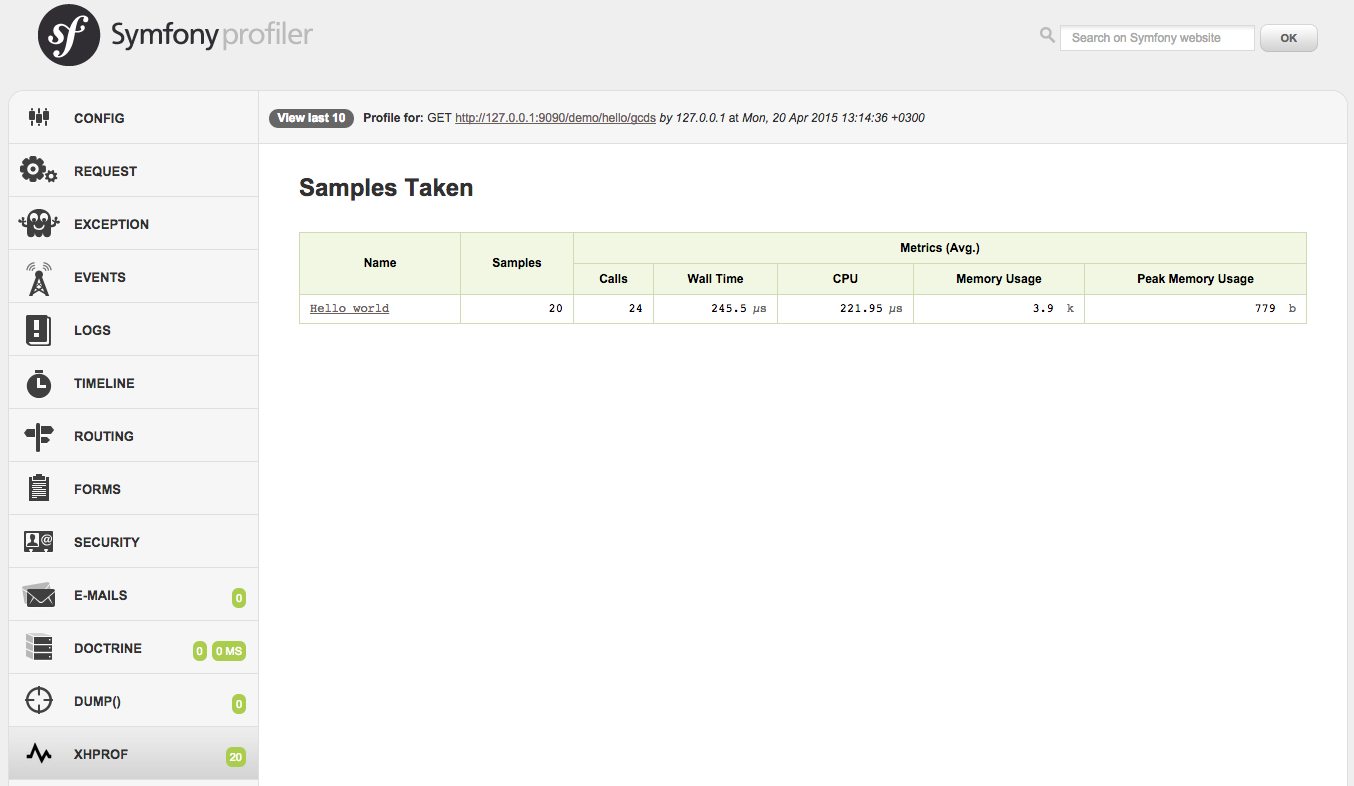 sf Symfony profiler
Search on Symfony website
OK
CONFIG
REQUEST
EXCEPTION
EVENTS
LOGS
TIMELINE
ROUTING
FORMS
SECURITY
E-MAILS 0
DOCTRINE 0 0 MS
DUMP() 0
XHPROF 20
View last 10 Profile for: GET http://127.0.0.1:9090/demo/hello/gcds by 127.0.0.1 at Mon, 20 Apr 2015 13:14:36 +0300
Samples Taken
Name Samples Metrics (Avg.)
Calls Wall Time CPU Memory Usage Peak Memory Usage
Hello world 20 24 245.5 µs 221.95 µs 3.9 k 779 b